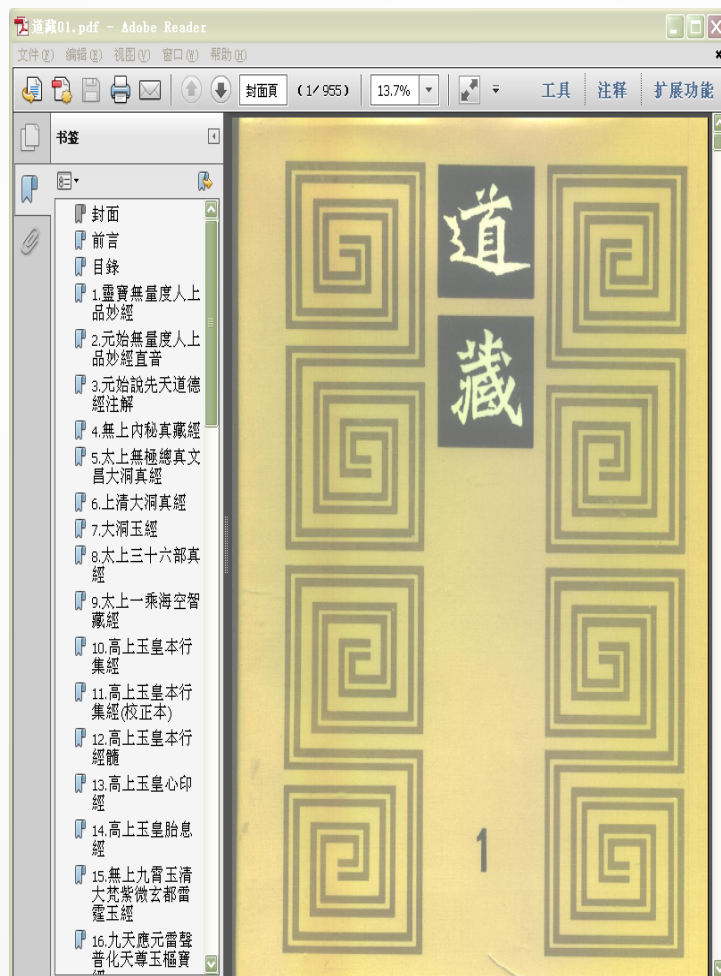 道藏01.pdf - Adobe Reader
文件(F) 编辑(E) 视图(V) 窗口(W) 帮助(H)
封面頁 (1/955) 13.7% 工具 注释 扩展功能
书签
封面
前言
目錄
1.靈寶無量度人上
品妙經
2.元始無量度人上
品妙經直音
3.元始說先天道德
經注解
4.無上內秘真藏經
5.太上無極總真文
昌大洞真經
6.上清大洞真經
7.大洞玉經
8.太上三十六部真
經
9.太上一乘海空智
藏經
10.高上玉皇本行
集經
11.高上玉皇本行
集經(校正本)
12.高上玉皇本行
經髓
13.高上玉皇心印
經
14.高上玉皇胎息
經
15.無上九霄玉清
大梵紫微玄都雷
霆玉經
16.九天應元雷聲
普化天尊玉樞寶
經
道
藏
1